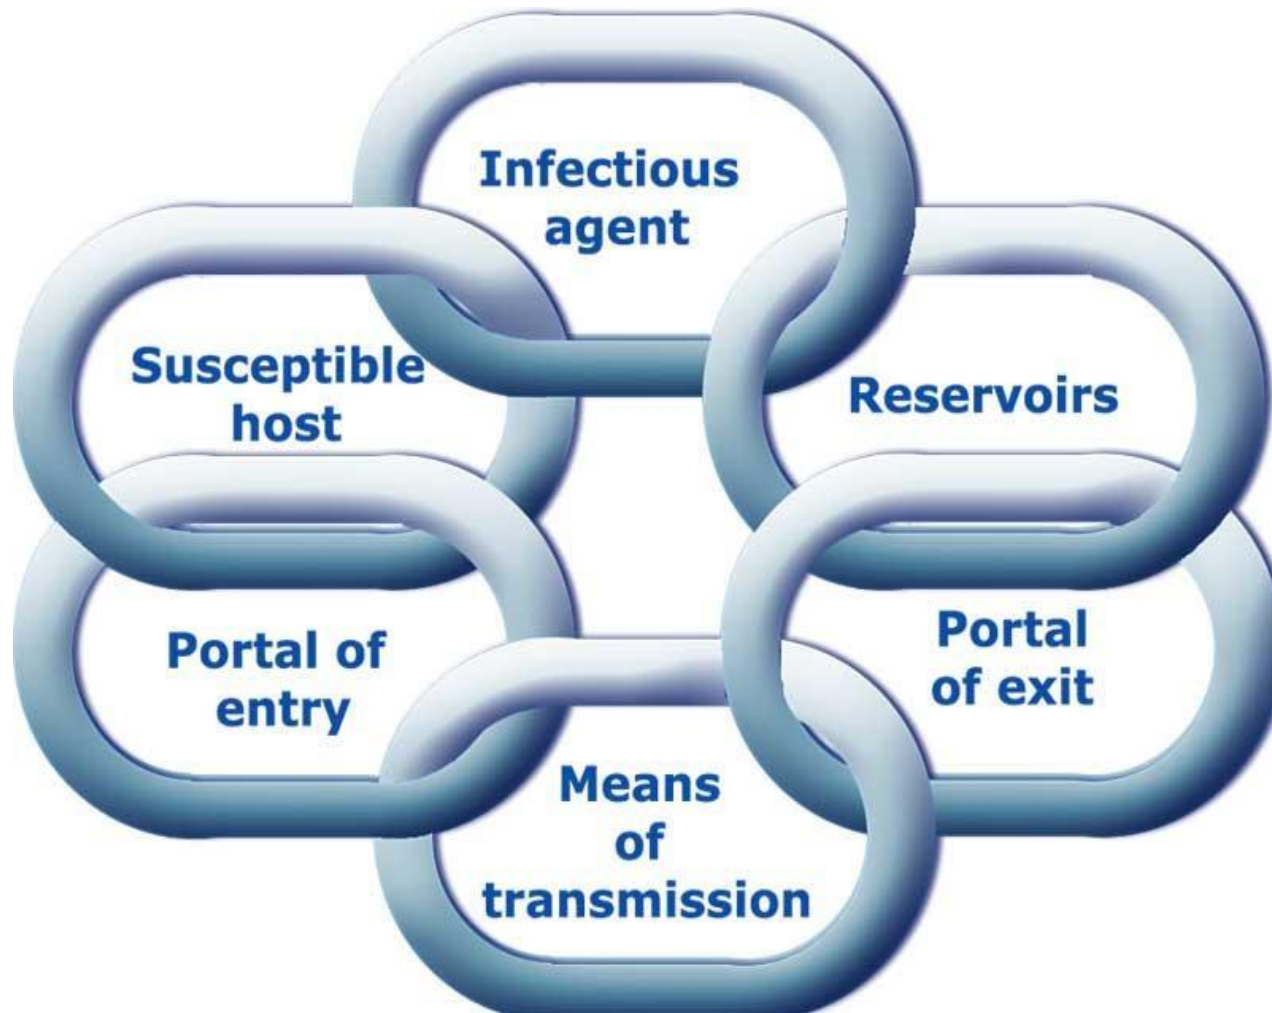 Infectious
agent
Reservoirs
Portal
of exit
Means
of
transmission
Portal of
entry
Susceptible
host